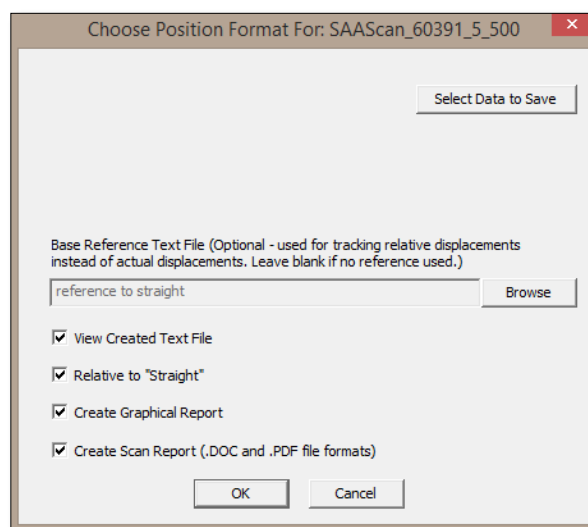 Choose Position Format For: SAAScan_60391_5_500
Select Data to Save
Base Reference Text File (Optional - used for tracking relative displacements
instead of actual displacements. Leave blank if no reference used.)
reference to straight
Browse
View Created Text File
Relative to "Straight"
Create Graphical Report
Create Scan Report (.DOC and .PDF file formats)
OK
Cancel